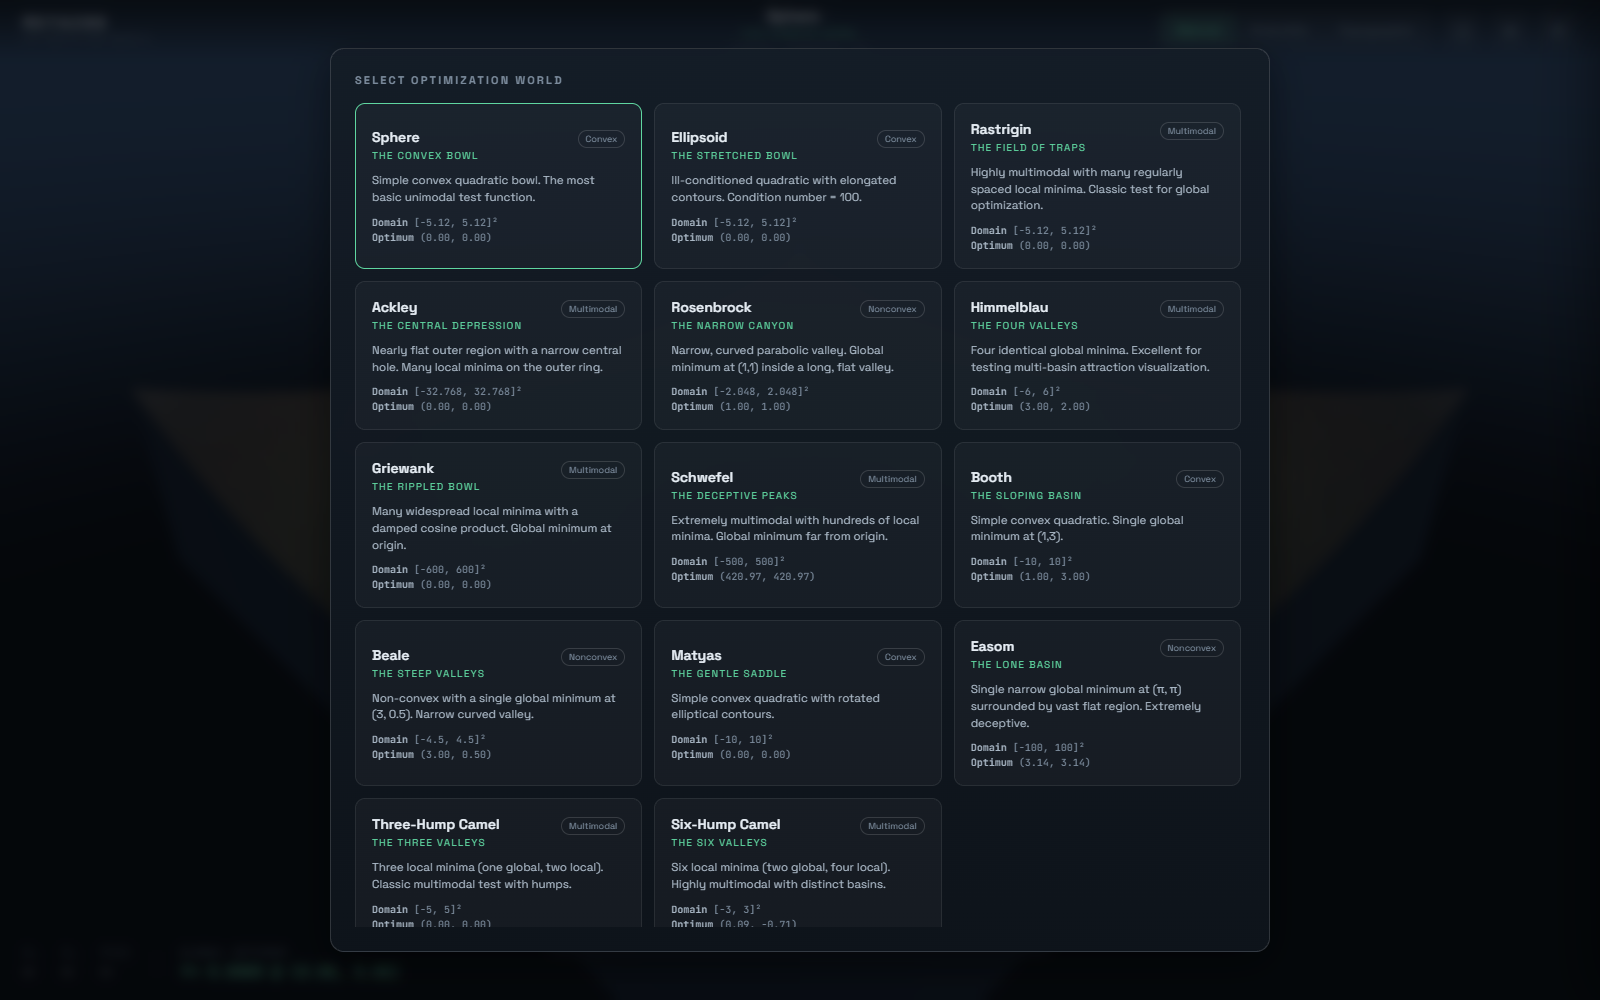 SELECT OPTIMIZATION WORLD
Sphere
Convex
THE CONVEX BOWL
Simple convex quadratic bowl. The most
basic unimodal test function.
Domain [-5.12, 5.12]²
Optimum (0.00, 0.00)
Ellipsoid
Convex
THE STRETCHED BOWL
Ill-conditioned quadratic with elongated
contours. Condition number = 100.
Domain [-5.12, 5.12]²
Optimum (0.00, 0.00)
Rastrigin
Multimodal
THE FIELD OF TRAPS
Highly multimodal with many regularly
spaced local minima. Classic test for global
optimization.
Domain [-5.12, 5.12]²
Optimum (0.00, 0.00)
Ackley
Multimodal
THE CENTRAL DEPRESSION
Nearly flat outer region with a narrow central
hole. Many local minima on the outer ring.
Domain [-32.768, 32.768]²
Optimum (0.00, 0.00)
Rosenbrock
Nonconvex
THE NARROW CANYON
Narrow, curved parabolic valley. Global
minimum at (1,1) inside a long, flat valley.
Domain [-2.048, 2.048]²
Optimum (1.00, 1.00)
Himmelblau
Multimodal
THE FOUR VALLEYS
Four identical global minima. Excellent for
testing multi-basin attraction visualization.
Domain [-6, 6]²
Optimum (3.00, 2.00)
Griewank
Multimodal
THE RIPPLED BOWL
Many widespread local minima with a
damped cosine product. Global minimum at
origin.
Domain [-600, 600]²
Optimum (0.00, 0.00)
Schwefel
Multimodal
THE DECEPTIVE PEAKS
Extremely multimodal with hundreds of local
minima. Global minimum far from origin.
Domain [-500, 500]²
Optimum (420.97, 420.97)
Booth
Convex
THE SLOPING BASIN
Simple convex quadratic. Single global
minimum at (1,3).
Domain [-10, 10]²
Optimum (1.00, 3.00)
Beale
Nonconvex
THE STEEP VALLEYS
Non-convex with a single global minimum at
(3, 0.5). Narrow curved valley.
Domain [-4.5, 4.5]²
Optimum (3.00, 0.50)
Matyas
Convex
THE GENTLE SADDLE
Simple convex quadratic with rotated
elliptical contours.
Domain [-10, 10]²
Optimum (0.00, 0.00)
Easom
Nonconvex
THE LONE BASIN
Single narrow global minimum at (π, π)
surrounded by vast flat region. Extremely
deceptive.
Domain [-100, 100]²
Optimum (3.14, 3.14)
Three-Hump Camel
Multimodal
THE THREE VALLEYS
Three local minima (one global, two local).
Classic multimodal test with humps.
Domain [-5, 5]²
Optimum (0.00, 0.00)
Six-Hump Camel
Multimodal
THE SIX VALLEYS
Six local minima (two global, four local).
Highly multimodal with distinct basins.
Domain [-3, 3]²
Optimum (0.09, -0.71)